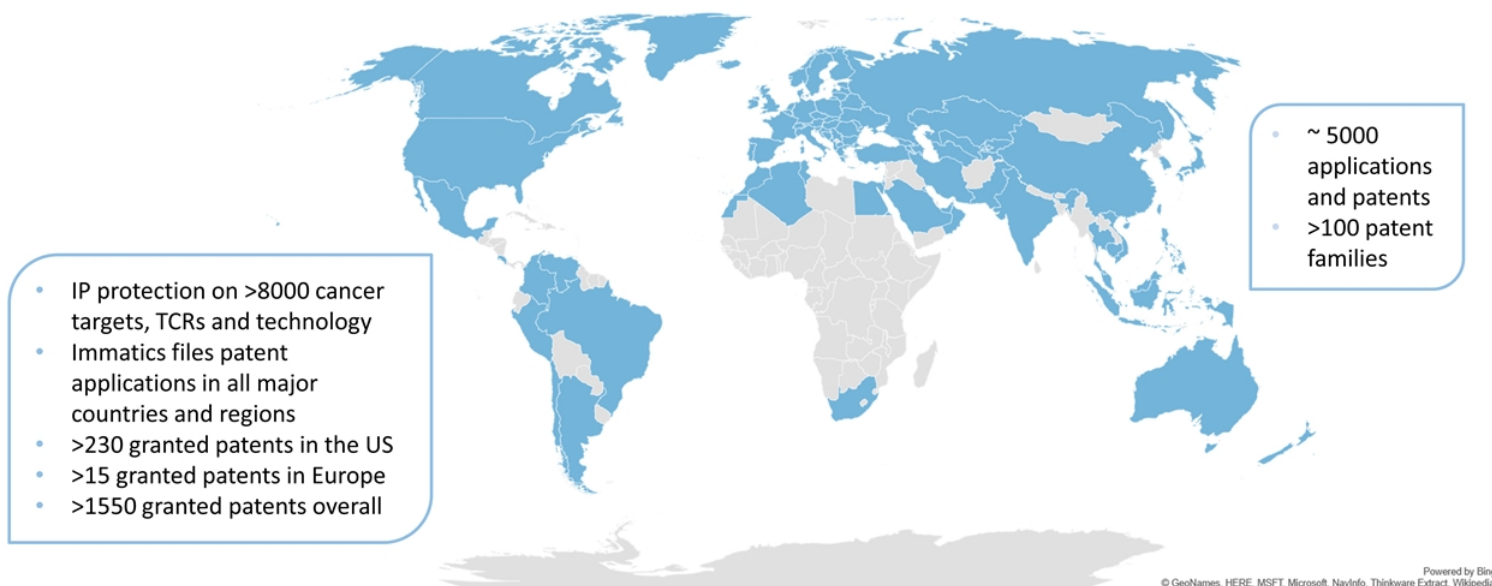 • IP protection on >8000 cancer
targets, TCRs and technology
• Immatics files patent
applications in all major
countries and regions
• >230 granted patents in the US
• >15 granted patents in Europe
• >1550 granted patents overall
• ~ 5000
applications
and patents
• >100 patent
families
Powered by Bing
© GeoNames, HERE, MSFT, Microsoft, NavInfo, Thinkware Extract, Wikipedia